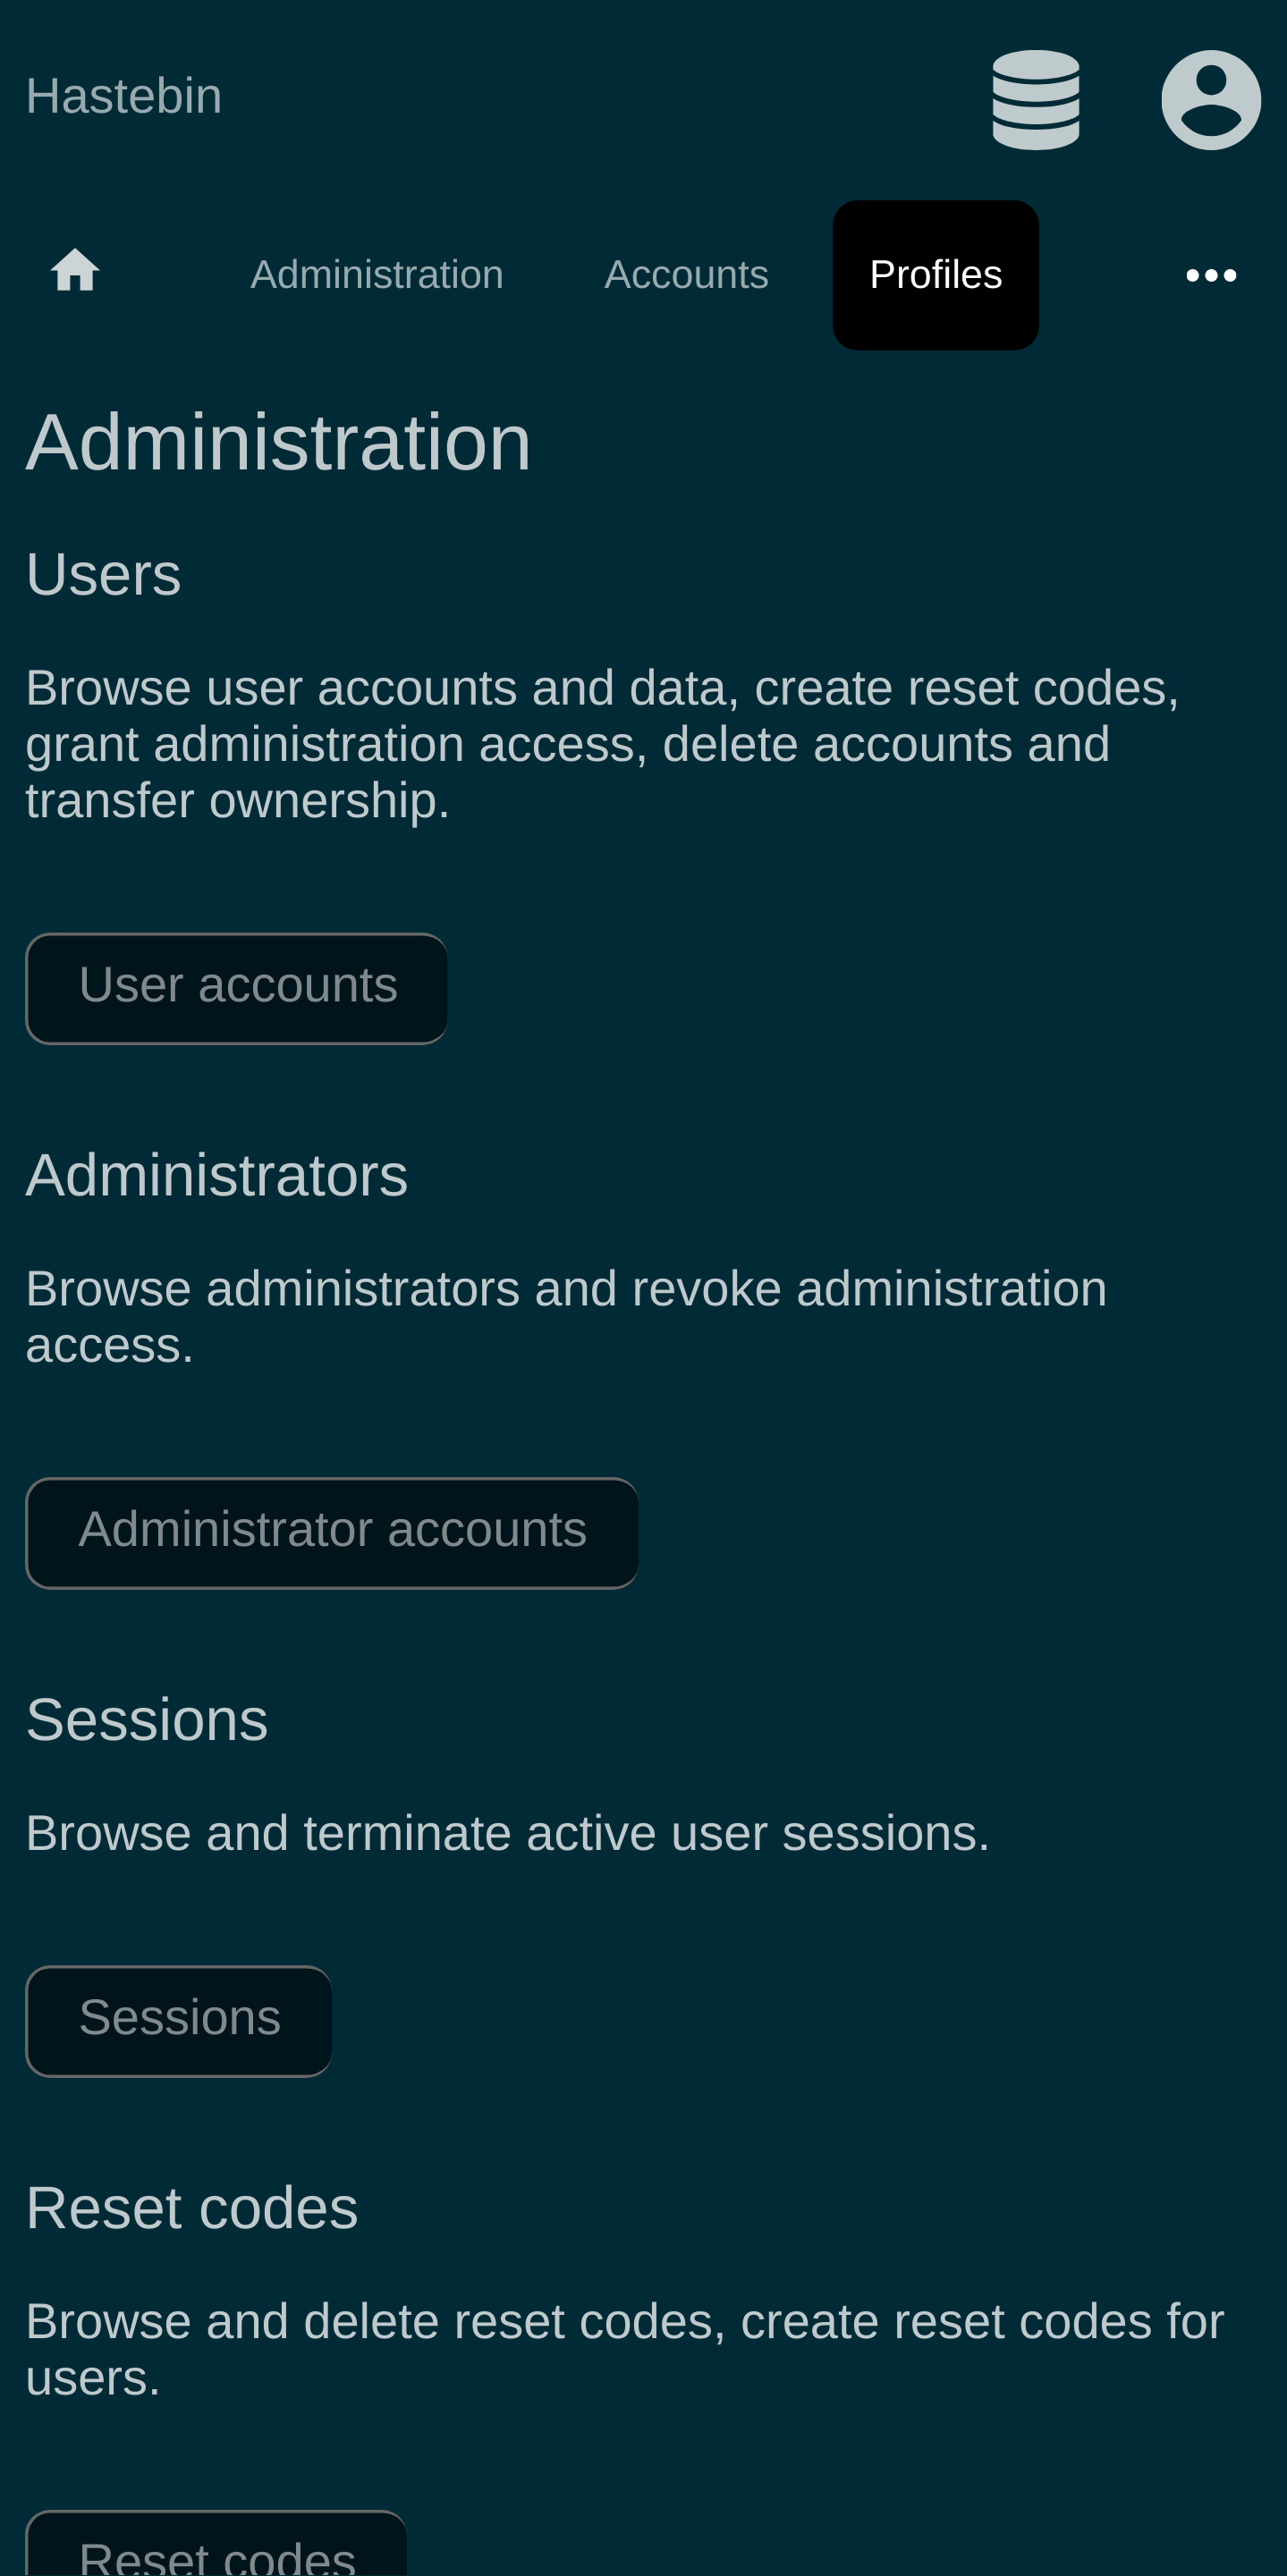 Hastebin
Administration
Accounts
Profiles
Administration
Users
Browse user accounts and data, create reset codes,
grant administration access, delete accounts and
transfer ownership.
User accounts
Administrators
Browse administrators and revoke administration
access.
Administrator accounts
Sessions
Browse and terminate active user sessions.
Sessions
Reset codes
Browse and delete reset codes, create reset codes for
users.
Reset codes